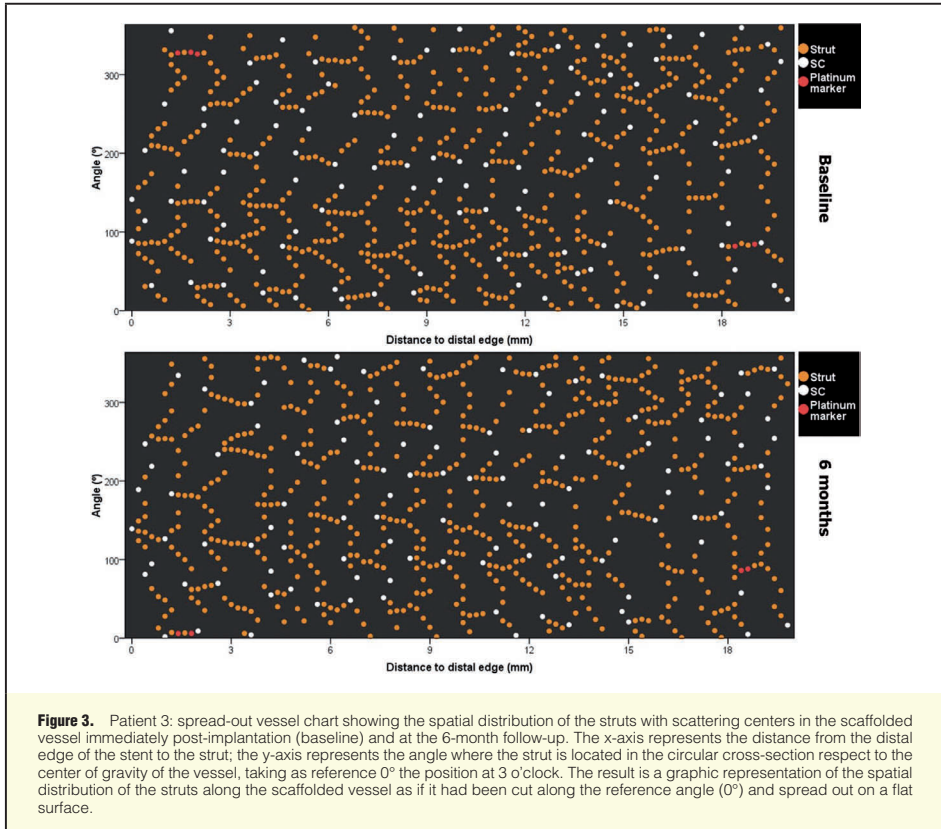 Strut
SC
Platinum
marker
Baseline
Angle (º)
300
200
100
0
0 3 6 9 12 15 18
Distance to distal edge (mm)
Strut
SC
Platinum
marker
6 months
Angle (º)
300
200
100
0
0 3 6 9 12 15 18
Distance to distal edge (mm)
Figure 3. Patient 3: spread-out vessel chart showing the spatial distribution of the struts with scattering centers in the scaffolded
vessel immediately post-implantation (baseline) and at the 6-month follow-up. The x-axis represents the distance from the distal
edge of the stent to the strut; the y-axis represents the angle where the strut is located in the circular cross-section respect to the
center of gravity of the vessel, taking as reference 0° the position at 3 o'clock. The result is a graphic representation of the spatial
distribution of the struts along the scaffolded vessel as if it had been cut along the reference angle (0°) and spread out on a flat
surface.